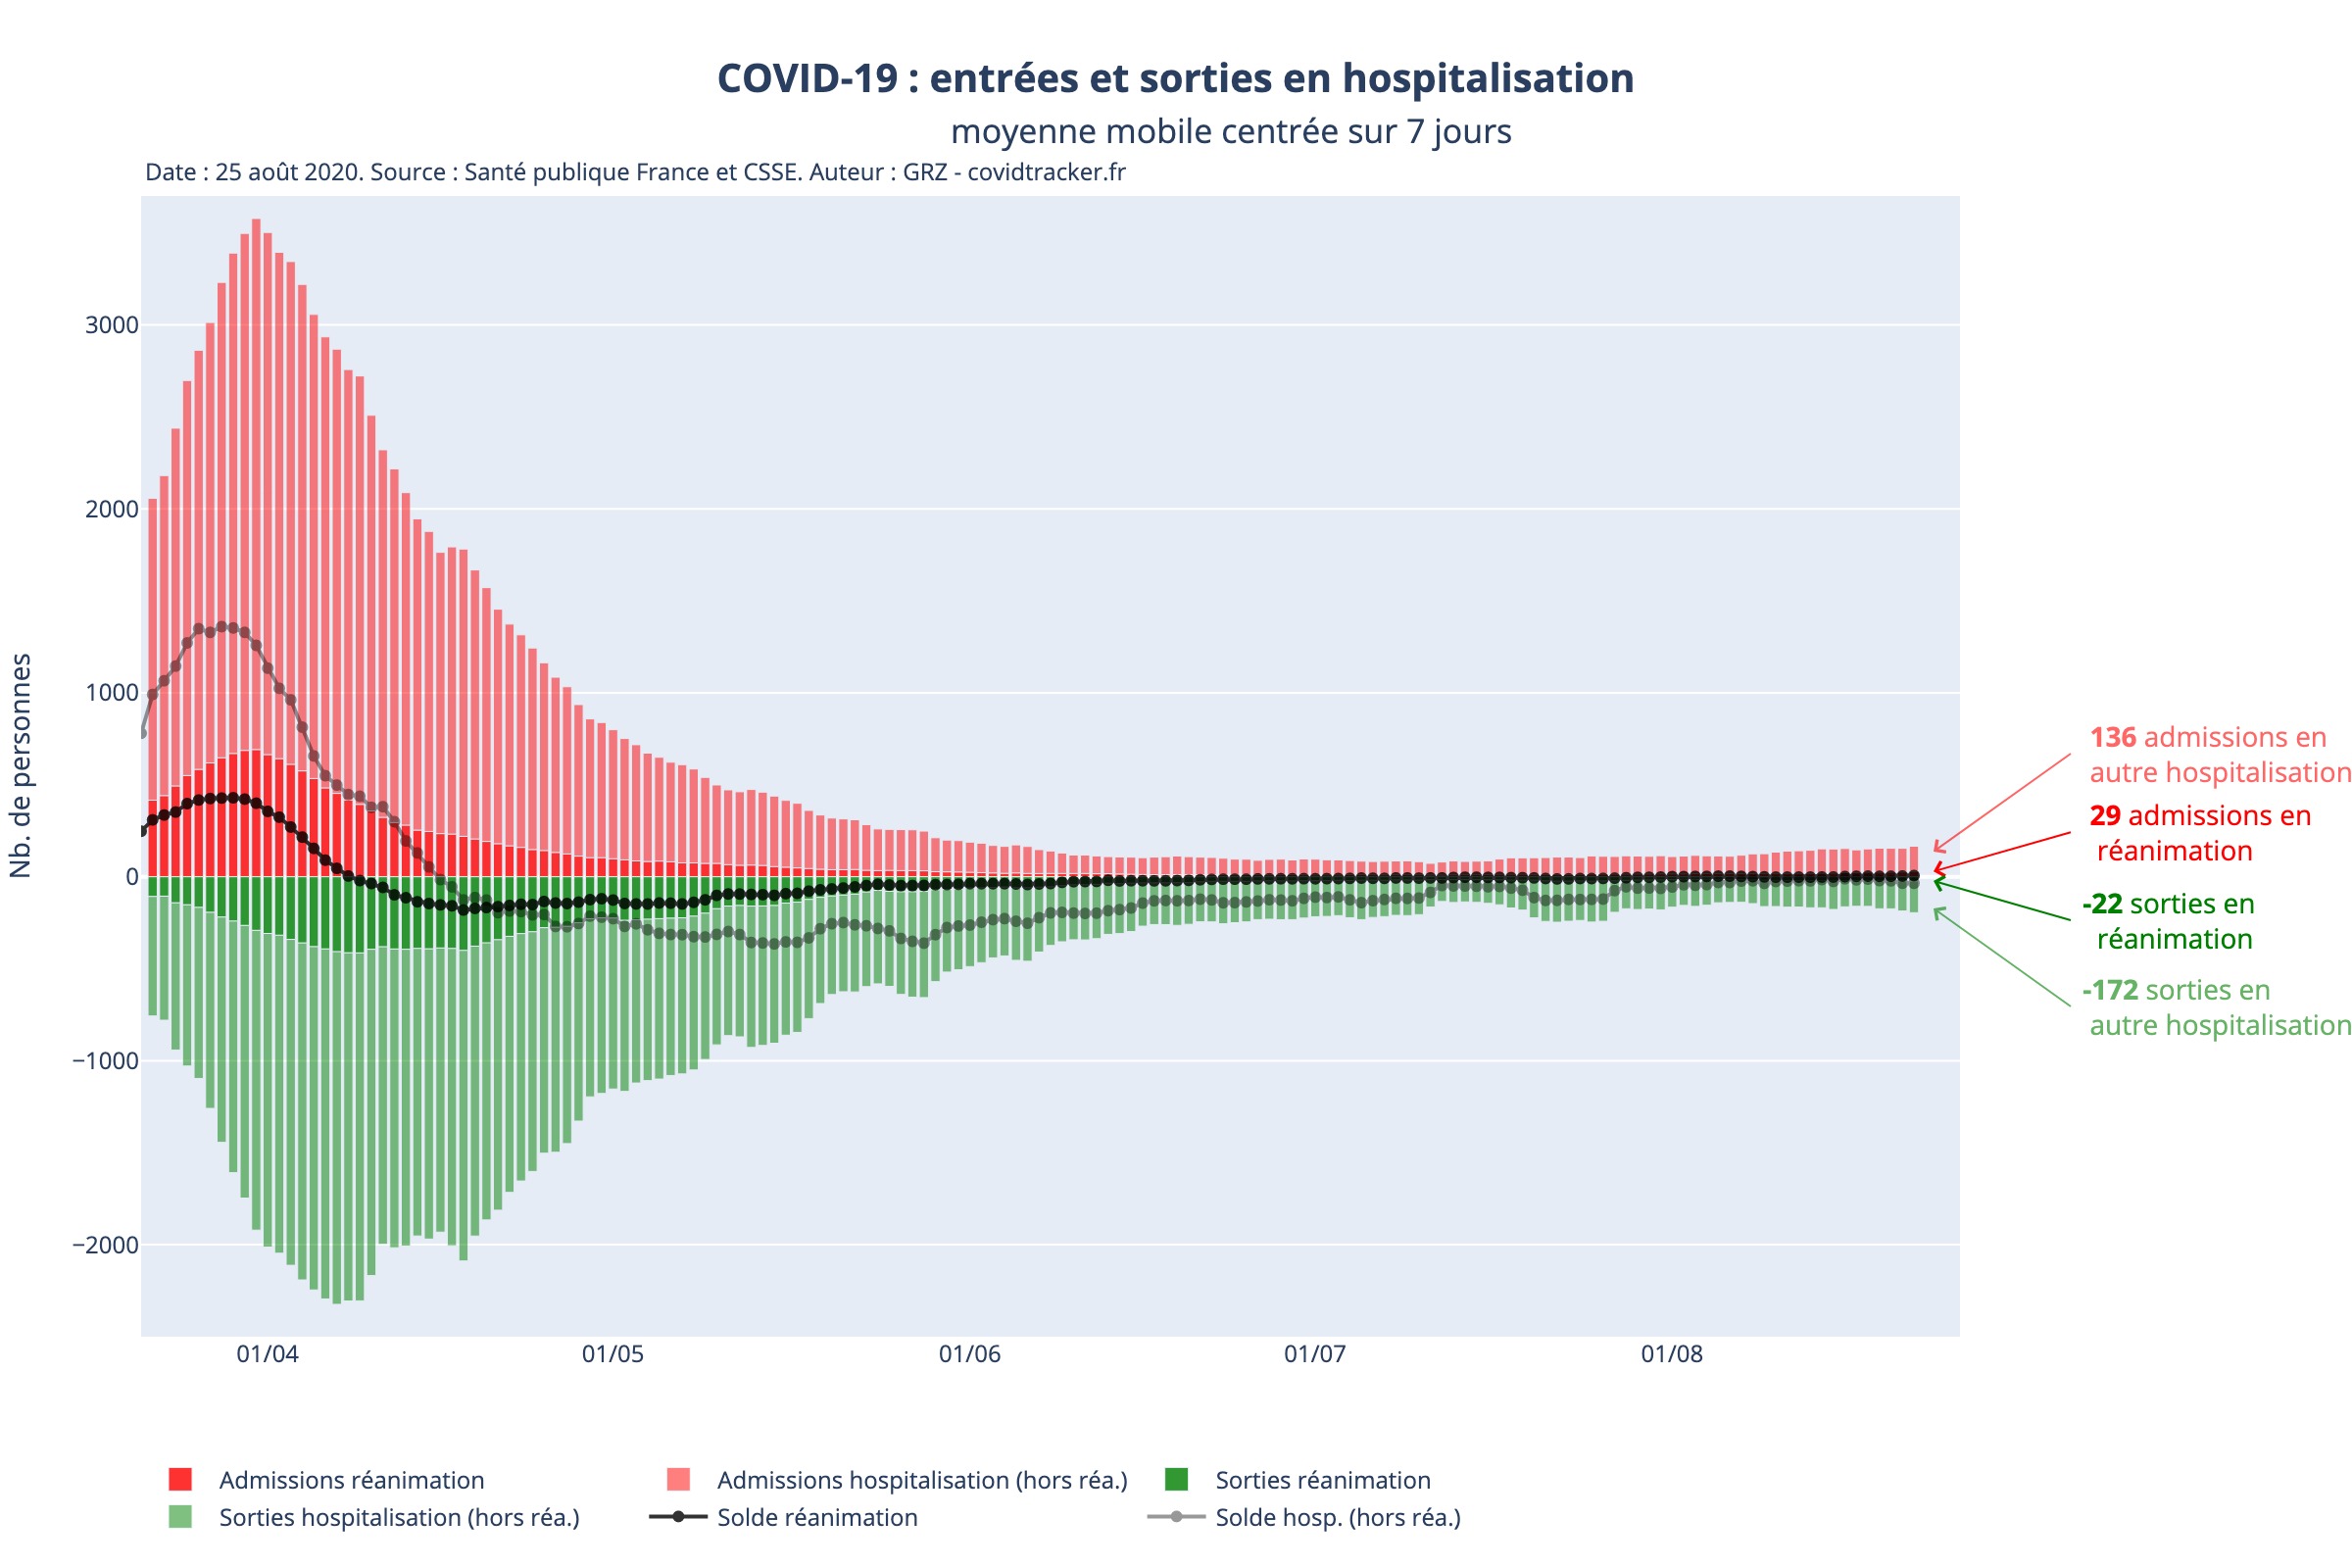 COVID-19 : entrées et sorties en hospitalisation
moyenne mobile centrée sur 7 jours
Date : 25 août 2020. Source : Santé publique France et CSSE. Auteur : GRZ - covidtracker.fr
Nb. de personnes
3000
2000
1000
0
−1000
−2000
01/04
01/05
01/06
01/07
01/08
136 admissions en
autre hospitalisation
29 admissions en
réanimation
-22 sorties en
réanimation
-172 sorties en
autre hospitalisation
Admissions réanimation
Admissions hospitalisation (hors réa.)
Sorties réanimation
Sorties hospitalisation (hors réa.)
Solde réanimation
Solde hosp. (hors réa.)